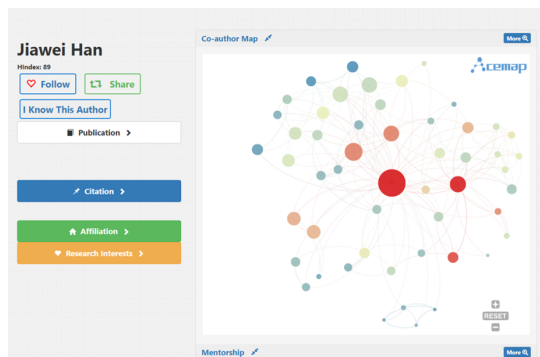 Jiawei Han
HIndex: 89
Follow
Share
I Know This Author
Publication
Citation
Affiliation
Research Interests
Co-author Map
More
Acemap
RESET
Mentorship
More